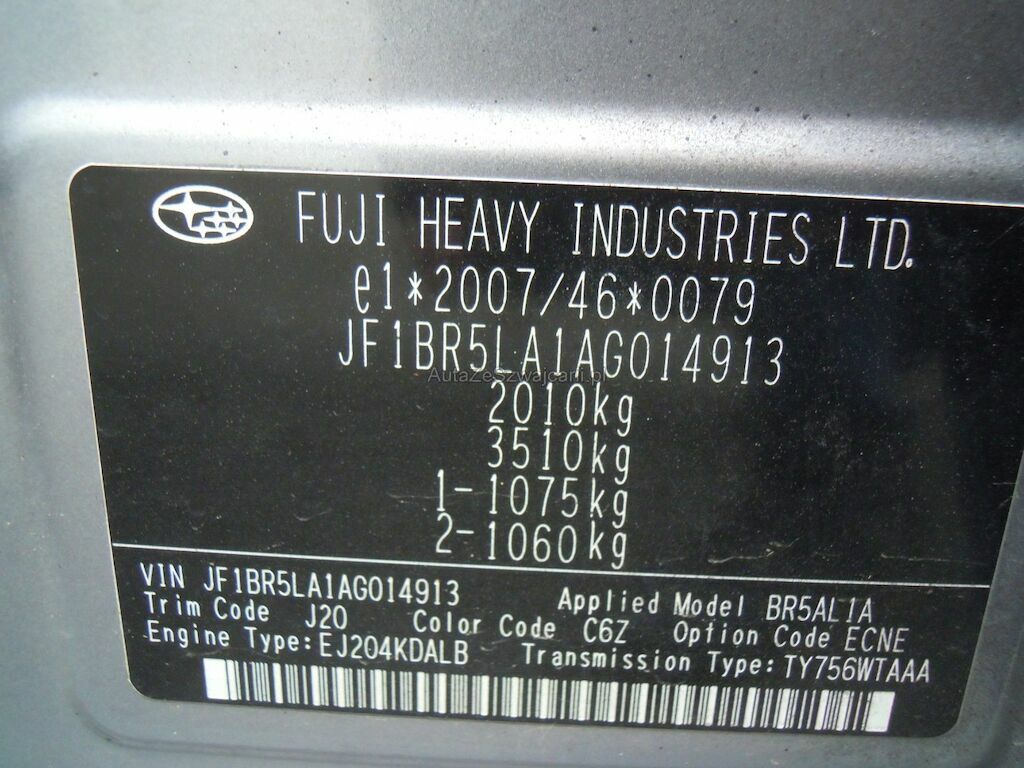 FUJI HEAVY INDUSTRIES LTD.
e1*2007/46*0079
JF1BR5LA1AG014913
AutaZeSzwajcarii.pl
2010kg
3510kg
1-1075kg
2-1060kg
VIN JF1BR5LA1AG014913 Applied Model BR5AL1A
Trim Code J20 Color Code C6Z Option Code ECNE
Engine Type:EJ204KDALB Transmission Type:TY756WTAAA